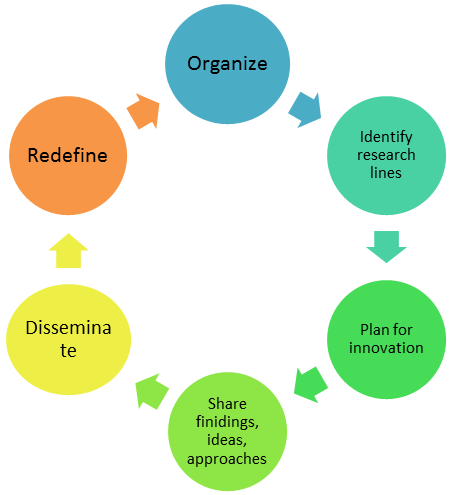 Organize
Identify
research
lines
Plan for
innovation
Share
finidings,
ideas,
approaches
Dissemina
te
Redefine